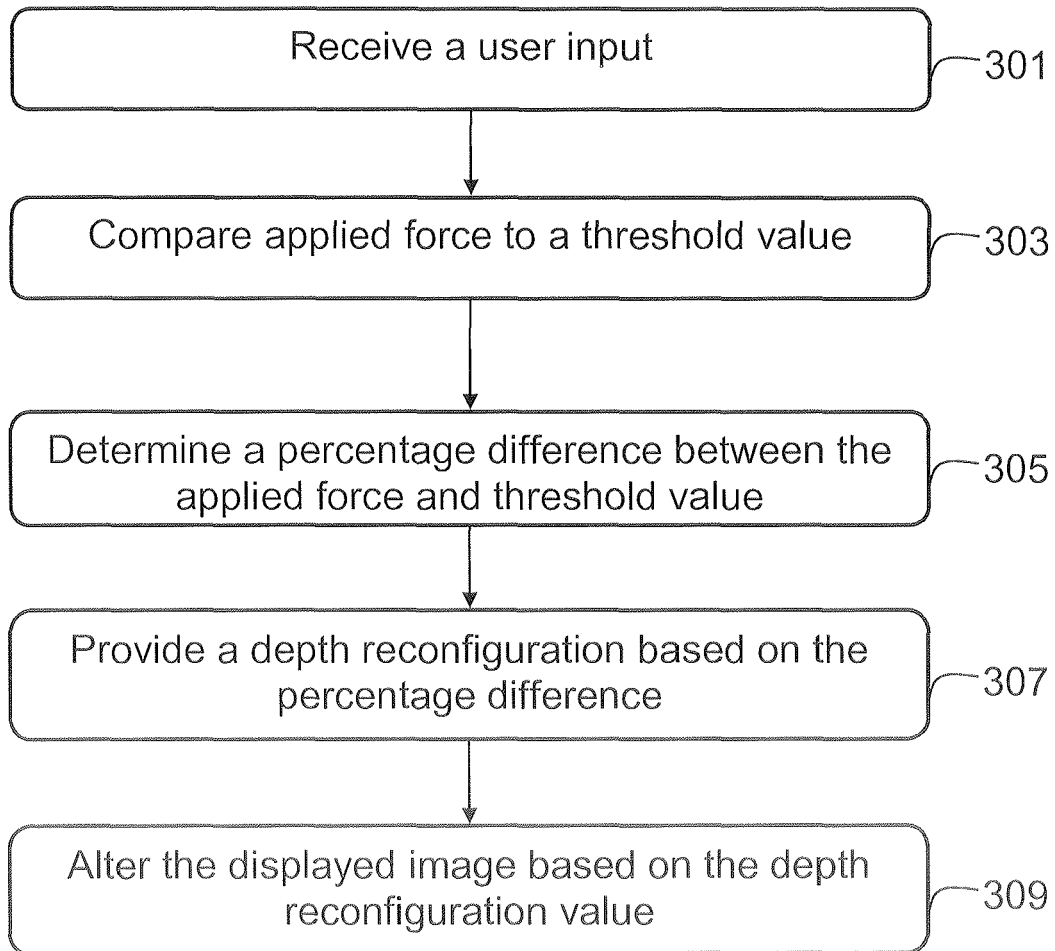 Receive a user input
301
Compare applied force to a threshold value
303
Determine a percentage difference between the
applied force and threshold value
305
Provide a depth reconfiguration based on the
percentage difference
307
Alter the displayed image based on the depth
reconfiguration value
309